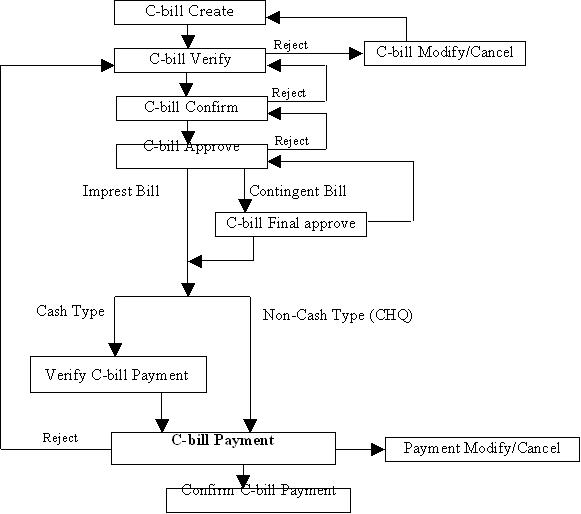 C-bill Create
Reject
C-bill Verify
C-bill Modify/Cancel
Reject
C-bill Confirm
Reject
C-bill Approve
Imprest Bill
Contingent Bill
C-bill Final approve
Cash Type
Non-Cash Type (CHQ)
Verify C-bill Payment
Reject
C-bill Payment
Payment Modify/Cancel
Confirm C-bill Payment